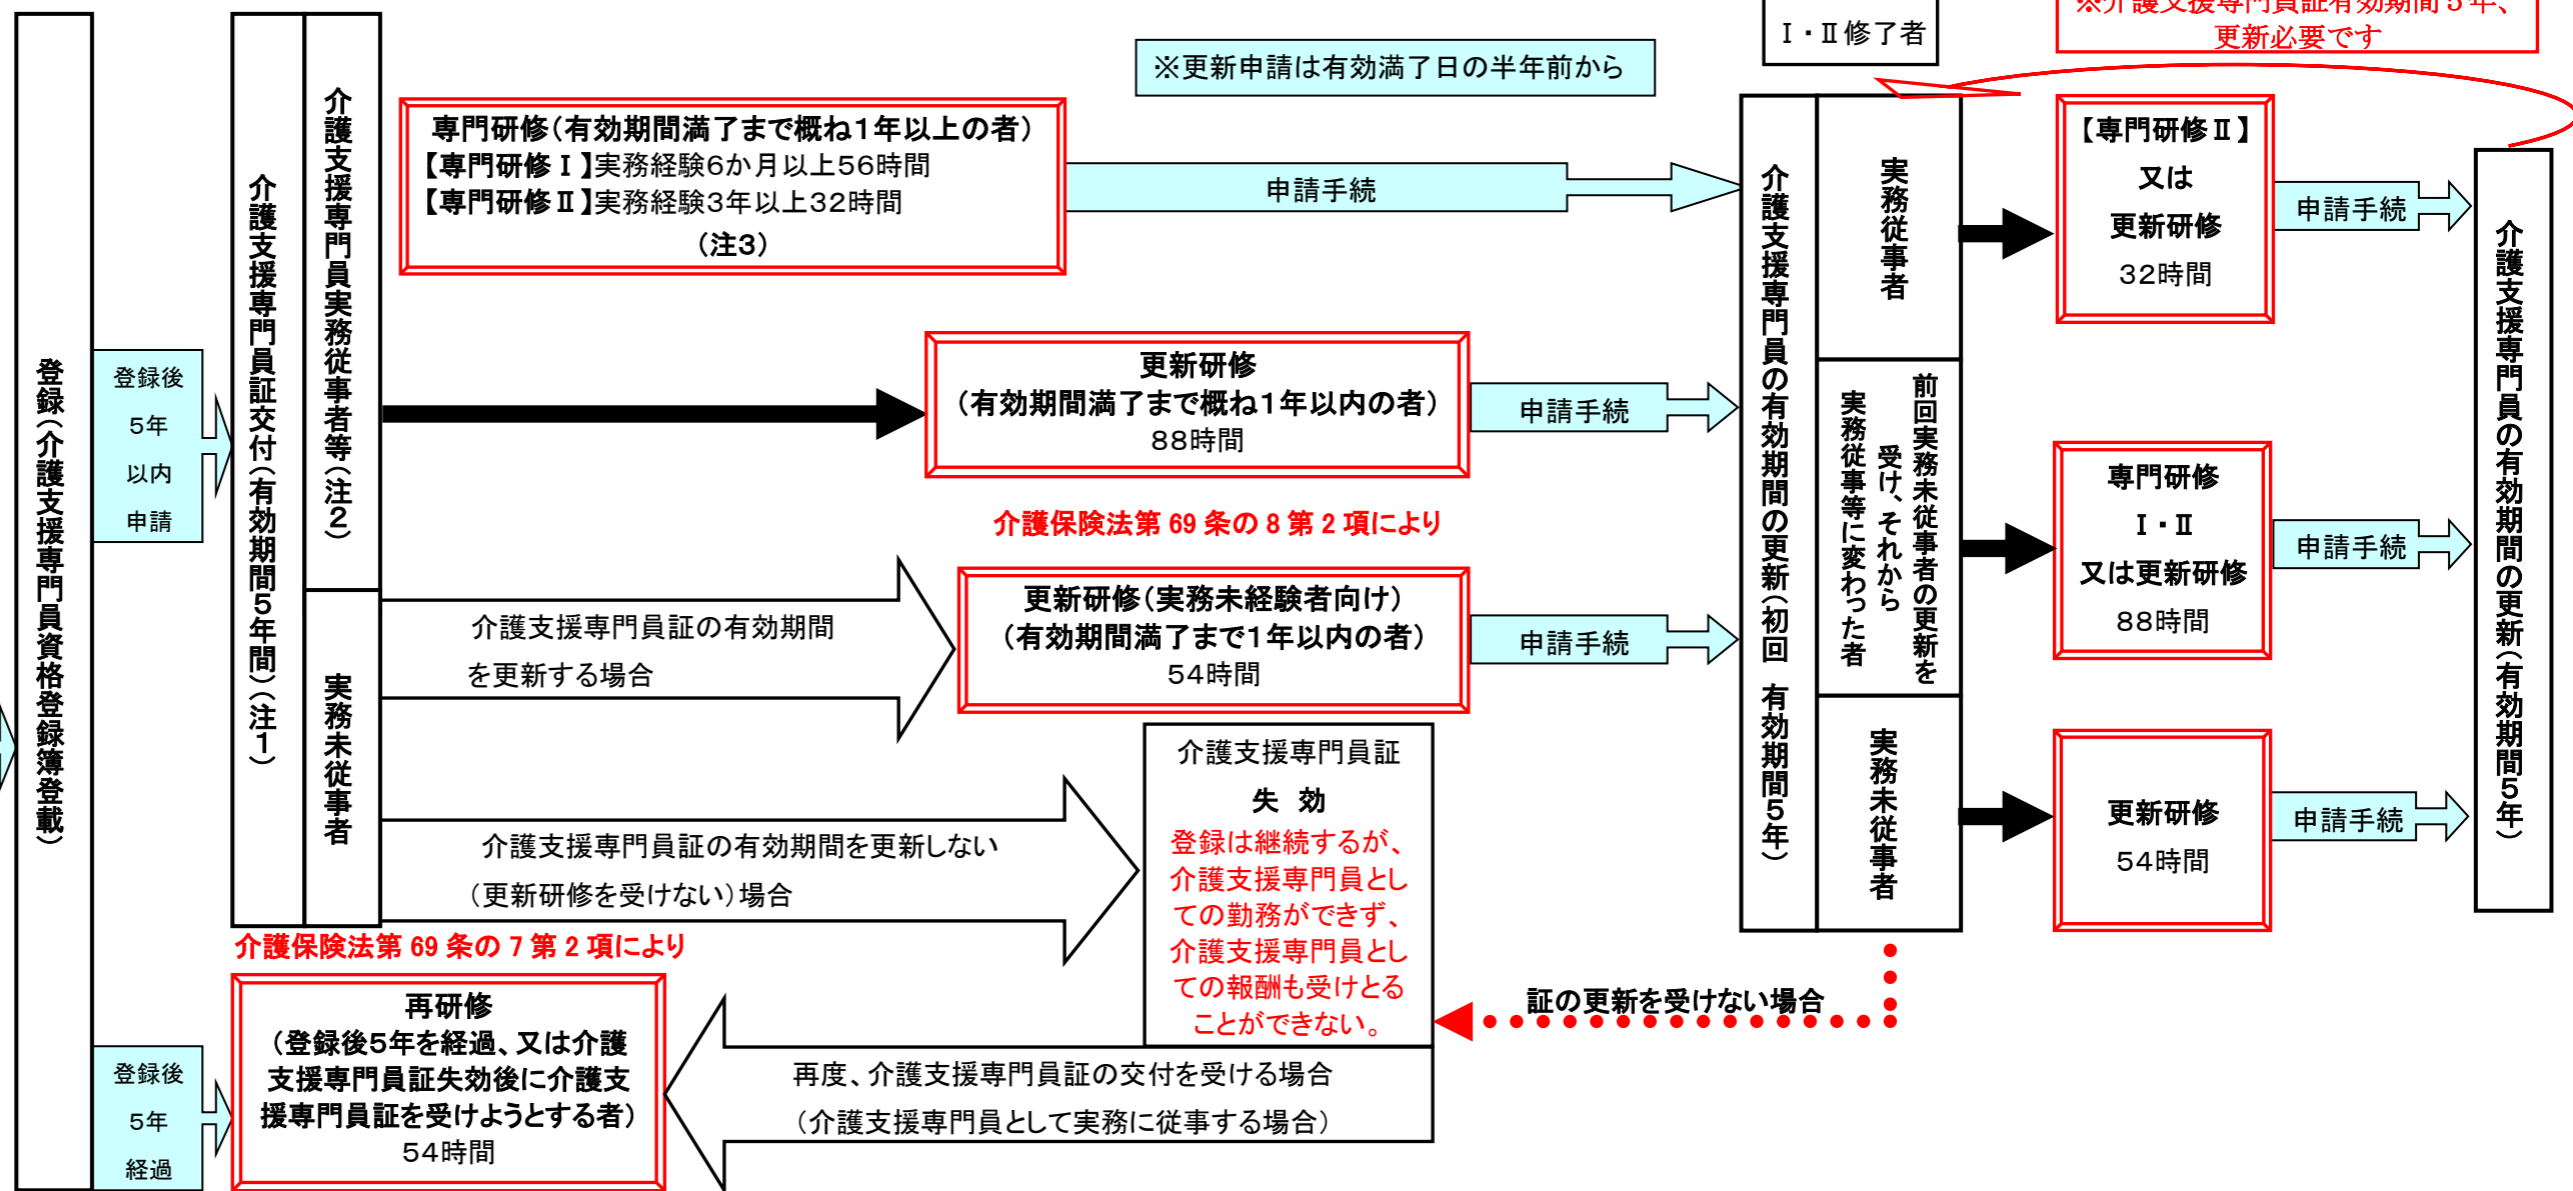 登録（介護支援専門員資格登録簿登載）
登録後
5年
以内
申請
登録後
5年
経過
介護支援専門員証交付（有効期間5年間）（注1）
介護支援専門員実務従事者等（注2）
実務未従事者
専門研修（有効期間満了まで概ね1年以上の者）
【専門研修Ⅰ】実務経験6か月以上56時間
【専門研修Ⅱ】実務経験3年以上32時間
（注3）
申請手続
※更新申請は有効満了日の半年前から
更新研修
（有効期間満了まで概ね1年以内の者）
88時間
申請手続
介護保険法第 69 条の 8 第 2 項により
介護支援専門員証の有効期間
を更新する場合
更新研修（実務未経験者向け）
（有効期間満了まで1年以内の者）
54時間
申請手続
介護支援専門員証の有効期間を更新しない
（更新研修を受けない）場合
介護支援専門員証
失 効
登録は継続するが、
介護支援専門員とし
ての勤務ができず、
介護支援専門員とし
ての報酬も受けとる
ことができない。
介護保険法第 69 条の 7 第 2 項により
再研修
（登録後5年を経過、又は介護
支援専門員証失効後に介護支
援専門員証を受けようとする者）
54時間
再度、介護支援専門員証の交付を受ける場合
（介護支援専門員として実務に従事する場合）
証の更新を受けない場合
Ⅰ・Ⅱ修了者
※介護支援専門員証有効期間５年、
更新必要です
介護支援専門員の有効期間の更新（初回 有効期間5年）
実務従事者
前回実務未従事者の更新を
受け、それから
実務従事等に変わった者
実務未従事者
【専門研修Ⅱ】
又は
更新研修
32時間
申請手続
専門研修
Ⅰ・Ⅱ
又は更新研修
88時間
申請手続
更新研修
54時間
申請手続
介護支援専門員の有効期間の更新（有効期間5年）